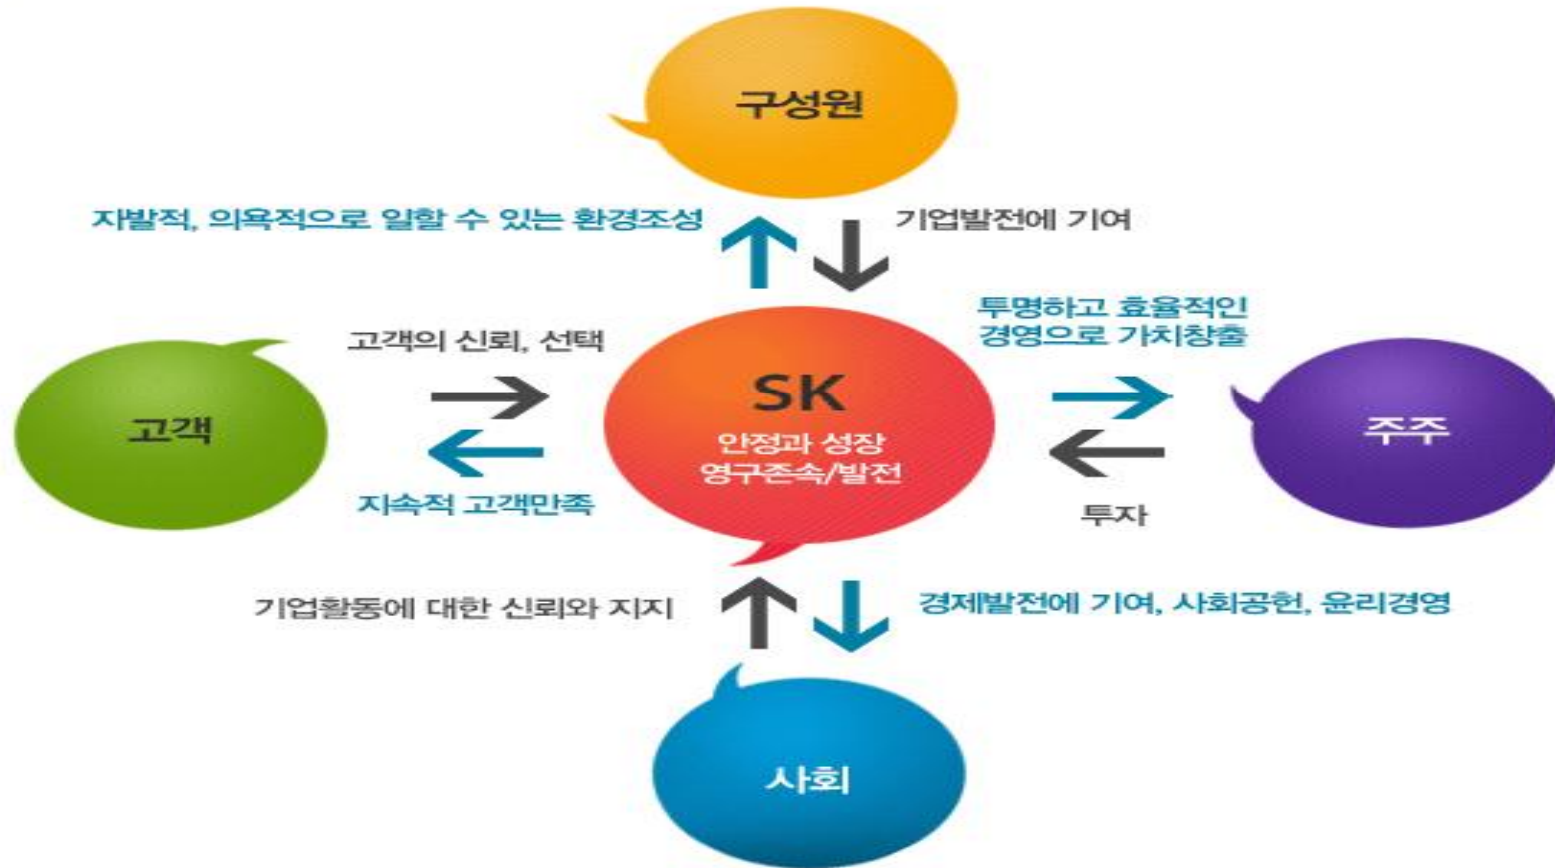 구성원
자발적, 의욕적으로 일할 수 있는 환경조성
기업발전에 기여
투명하고 효율적인
경영으로 가치창출
고객의 신뢰, 선택
고객
SK
안정과 성장
영구존속/발전
주주
지속적 고객만족
투자
기업활동에 대한 신뢰와 지지
경제발전에 기여, 사회공헌, 윤리경영
사회